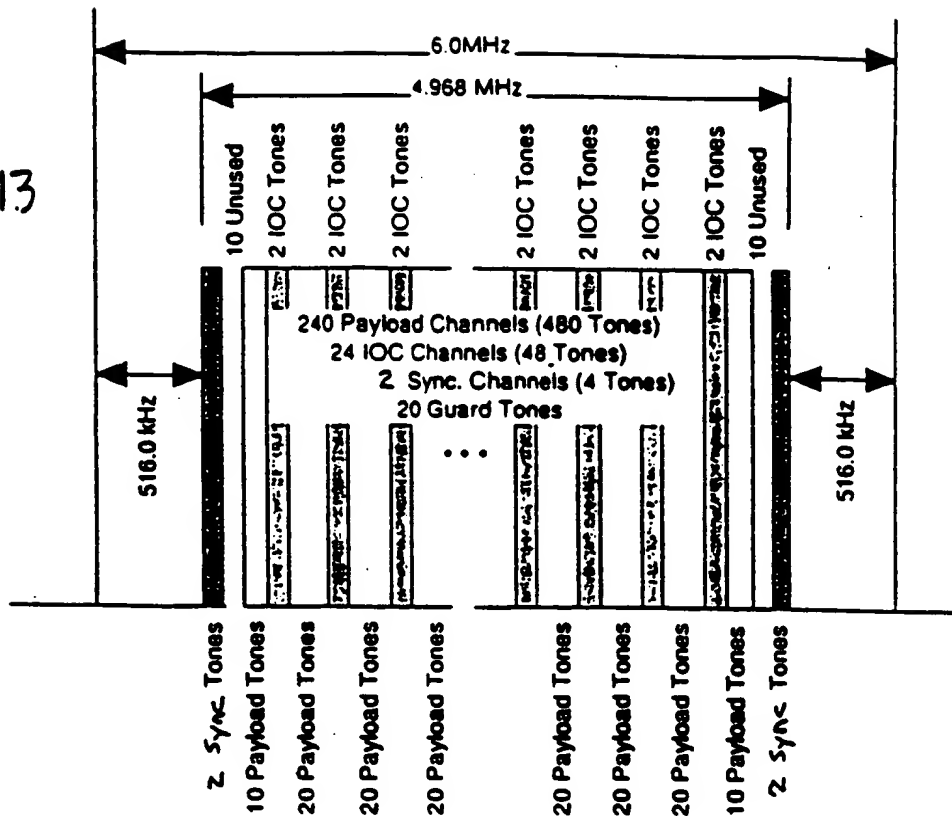 6.0MHz
4.968 MHz
13
10 Unused
2 IOC Tones
2 IOC Tones
2 IOC Tones
2 IOC Tones
2 IOC Tones
2 IOC Tones
2 IOC Tones
10 Unused
240 Payload Channels (480 Tones)
24 IOC Channels (48 Tones)
2 Sync. Channels (4 Tones)
20 Guard Tones
516.0 kHz
516.0 kHz
...
2 Sync Tones
10 Payload Tones
20 Payload Tones
20 Payload Tones
20 Payload Tones
20 Payload Tones
20 Payload Tones
20 Payload Tones
10 Payload Tones
2 Sync Tones